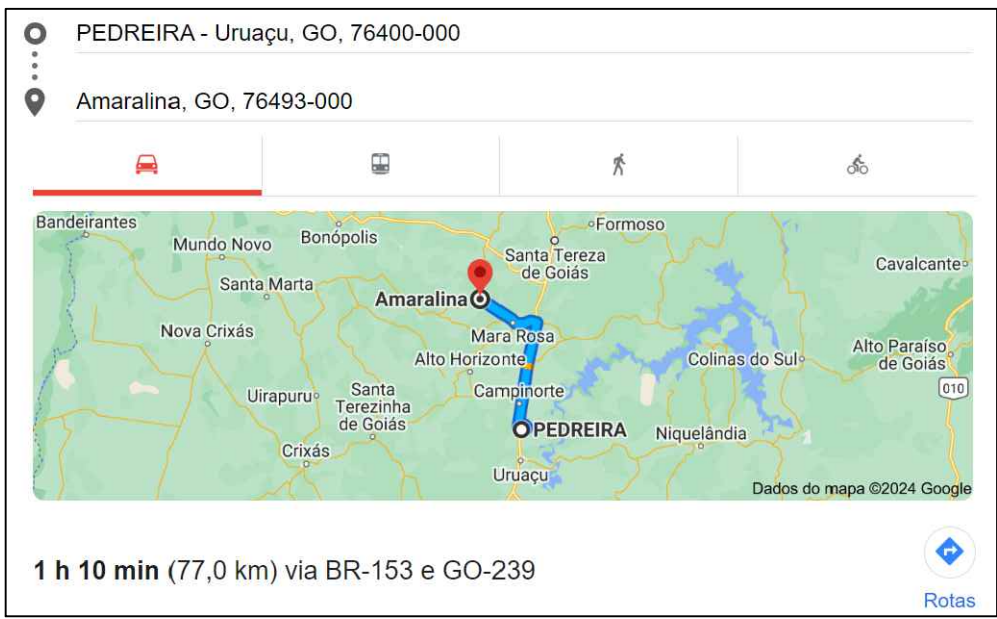 PEDREIRA - Uruaçu, GO, 76400-000
Amaralina, GO, 76493-000
Bandeirantes
Mundo Novo
Bonópolis
Formoso
Santa Tereza
de Goiás
Cavalcante
Santa Marta
Amaralina
Nova Crixás
Mara Rosa
Alto Horizonte
Colinas do Sul
Alto Paraíso
de Goiás
010
Uirapuru
Santa
Terezinha
de Goiás
Campinorte
PEDREIRA
Niquelândia
Crixás
Uruaçu
Dados do mapa ©2024 Google
1 h 10 min (77,0 km) via BR-153 e GO-239
Rotas